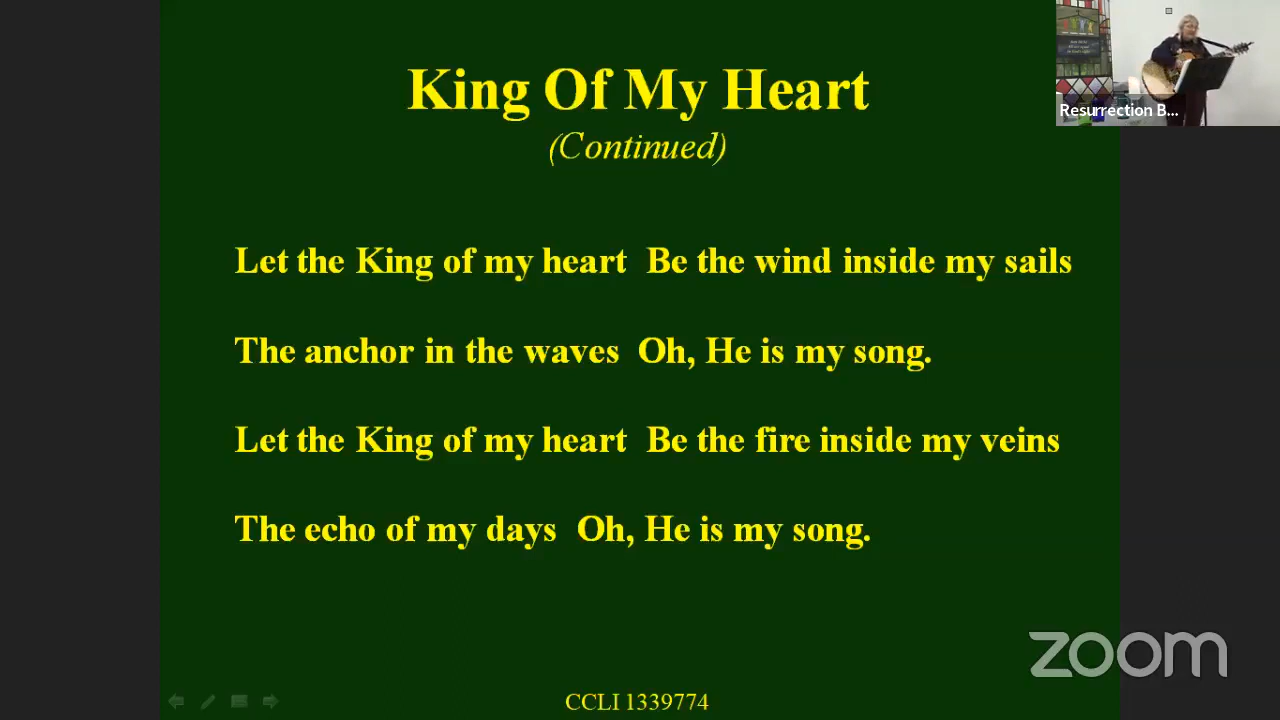 King Of My Heart
(Continued)
Let the King of my heart  Be the wind inside my sails
The anchor in the waves  Oh, He is my song.
Let the King of my heart  Be the fire inside my veins
The echo of my days  Oh, He is my song.
CCLI 1339774
Resurrection B...
zoom